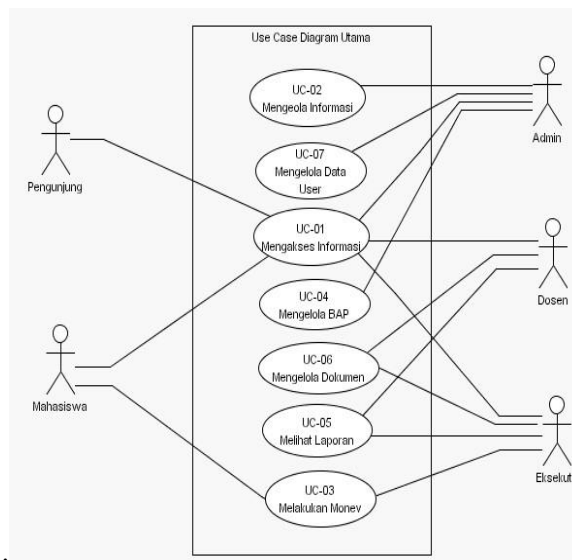 Use Case Diagram Utama
UC-02
Mengeola Informasi
Admin
Pengunjung
UC-07
Mengelola Data
User
UC-01
Mengakses Informasi
Dosen
UC-04
Mengelola BAP
Mahasiswa
UC-06
Mengelola Dokumen
UC-05
Melihat Laporan
Eksekut
UC-03
Melakukan Monev